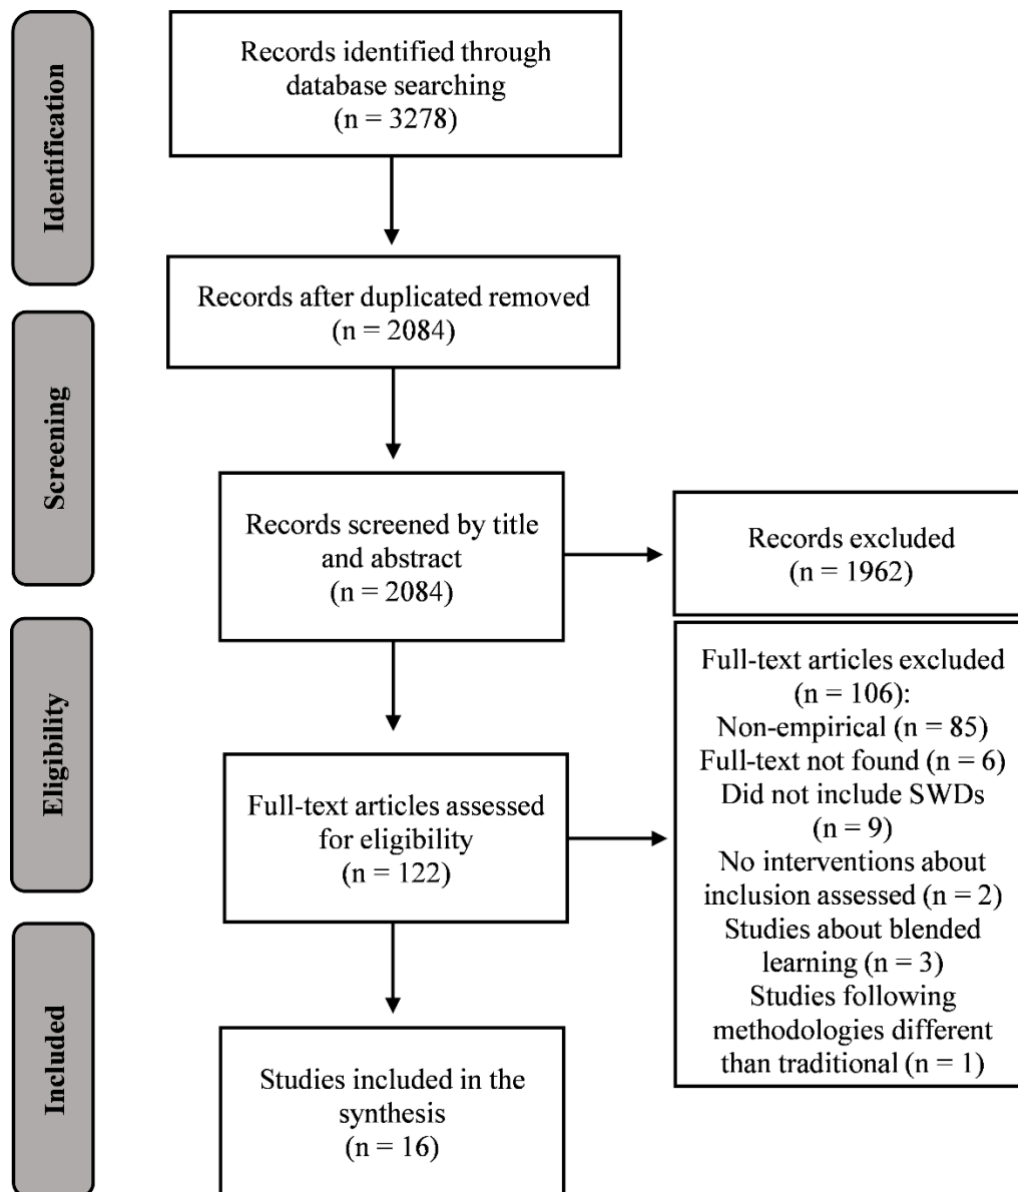 Identification
Records identified through
database searching
(n = 3278)
Records after duplicated removed
(n = 2084)
Screening
Records screened by title
and abstract
(n = 2084)
Records excluded
(n = 1962)
Eligibility
Full-text articles assessed
for eligibility
(n = 122)
Full-text articles excluded
(n = 106):
Non-empirical (n = 85)
Full-text not found (n = 6)
Did not include SWDs
(n = 9)
No interventions about
inclusion assessed (n = 2)
Studies about blended
learning (n = 3)
Studies following
methodologies different
than traditional (n = 1)
Included
Studies included in the
synthesis
(n = 16)